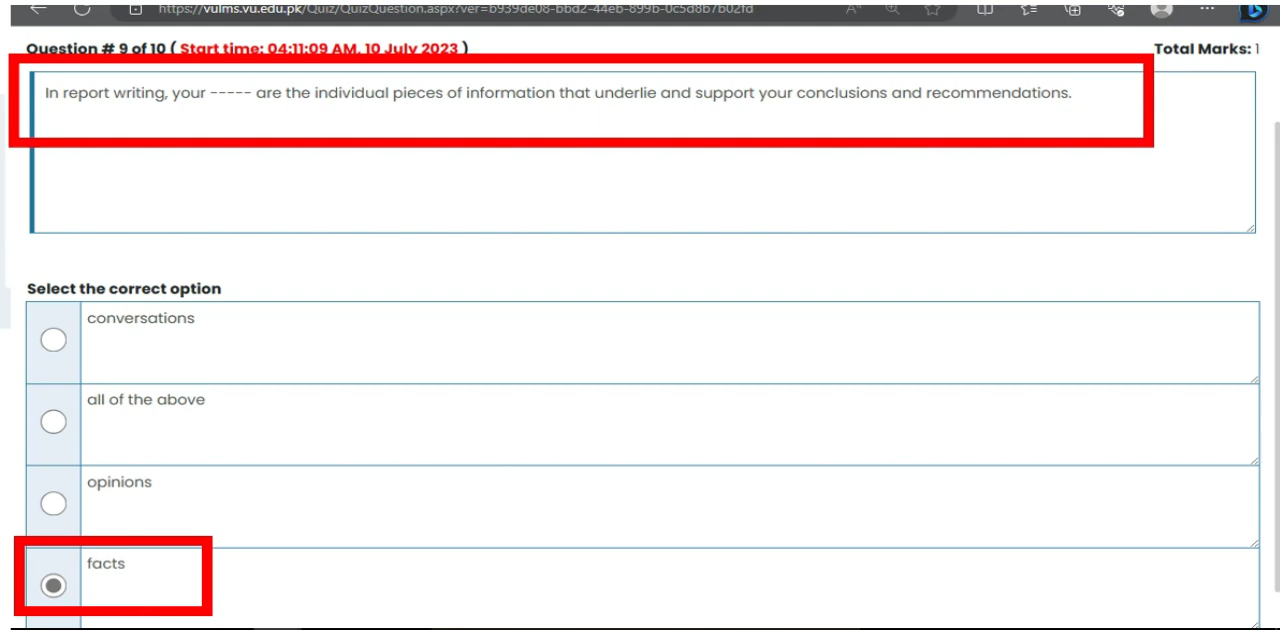 https://vulms.vu.edu.pk/Quiz/QuizQuestion.aspx?ver=b939de08-bbd2-44eb-899b-0c5d8b7b02fd
Question # 9 of 10 ( Start time: 04:11:09 AM, 10 July 2023 ) Total Marks: 1
In report writing, your ----- are the individual pieces of information that underlie and support your conclusions and recommendations.
Select the correct option
conversations
all of the above
opinions
facts